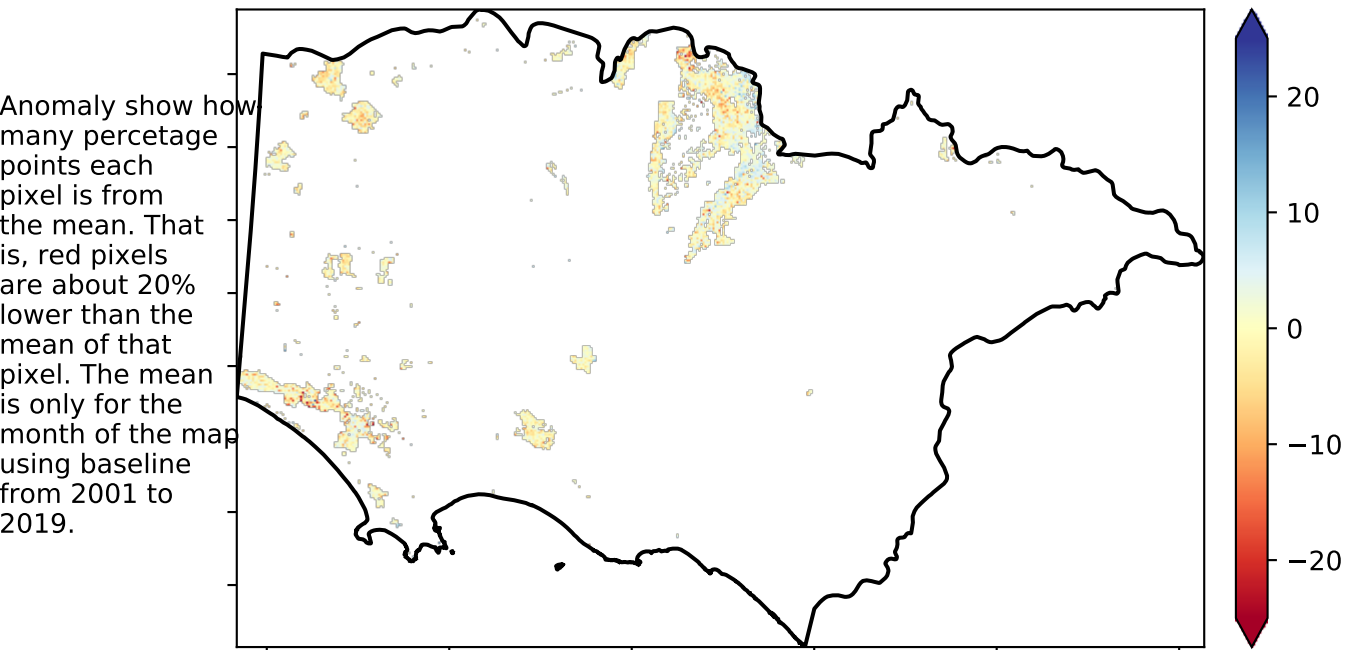 Anomaly show how
many percetage
points each
pixel is from
the mean. That
is, red pixels
are about 20%
lower than the
mean of that
pixel. The mean
is only for the
month of the map
using baseline
from 2001 to
2019.
20
10
0
−10
−20